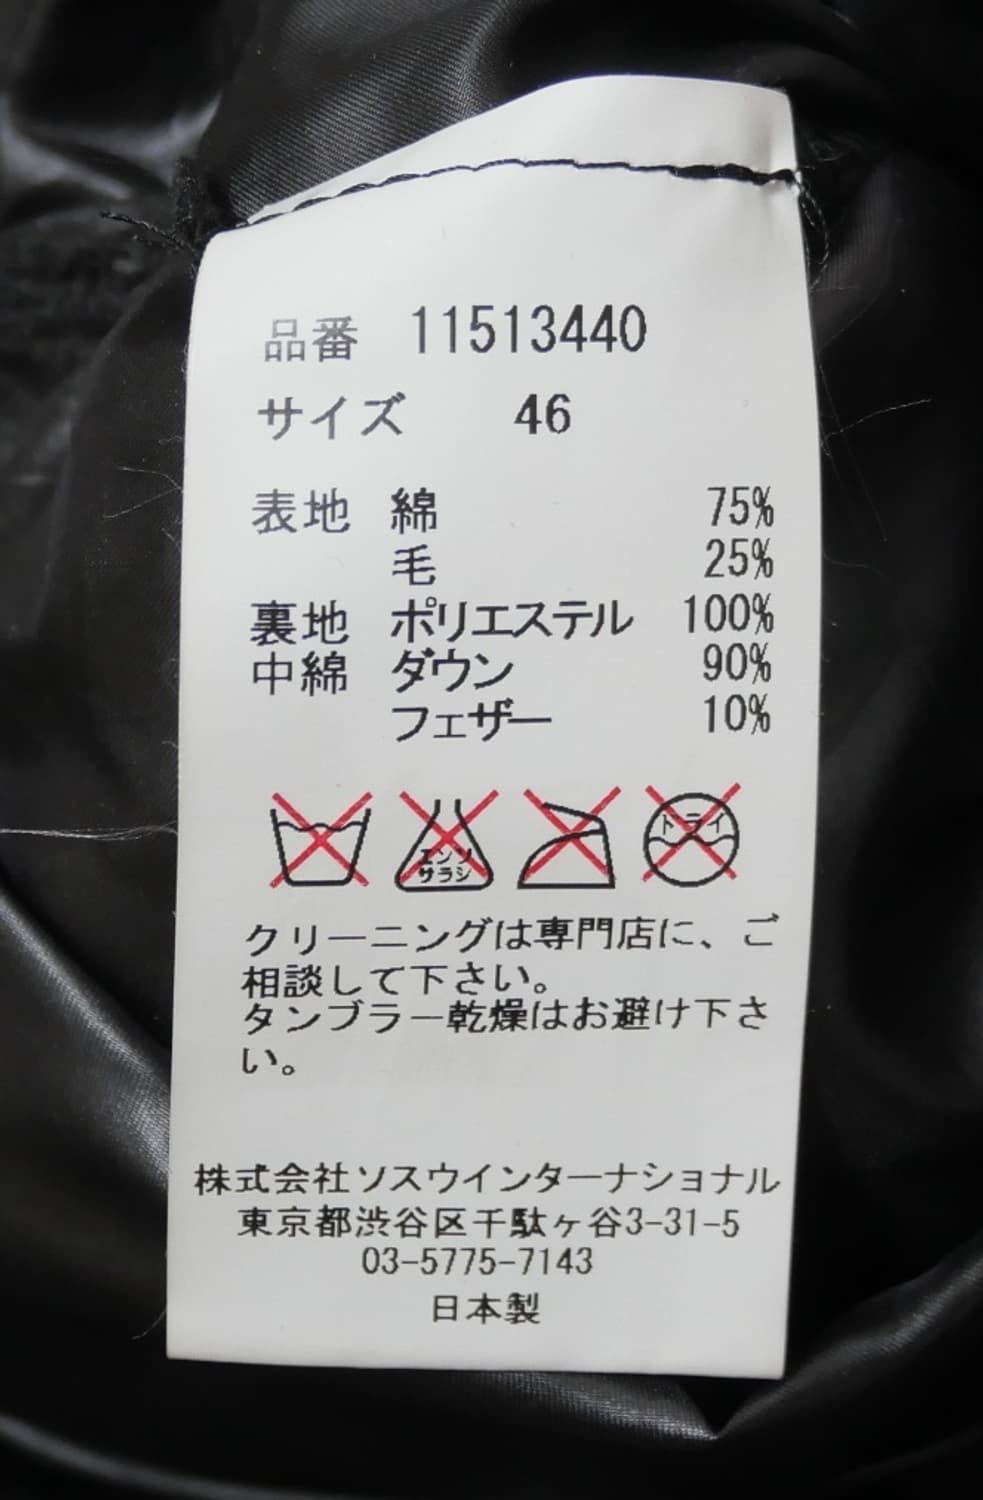 品番 11513440
サイズ 46
表地 綿 75%
毛 25%
裏地 ポリエステル 100%
中綿 ダウン 90%
フェザー 10%
エンソ サラシ ドライ
クリーニングは専門店に、ご
相談して下さい。
タンブラー乾燥はお避け下さ
い。
株式会社ソスウインターナショナル
東京都渋谷区千駄ヶ谷3-31-5
03-5775-7143
日本製